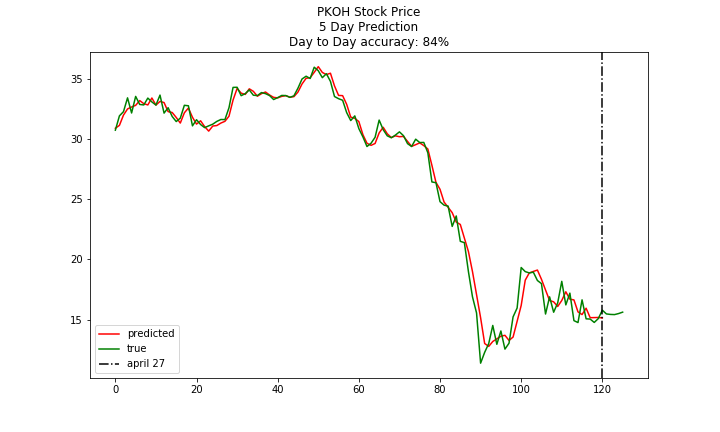 PKOH Stock Price
5 Day Prediction
Day to Day accuracy: 84%
35
30
25
20
15
predicted
true
april 27
0 20 40 60 80 100 120